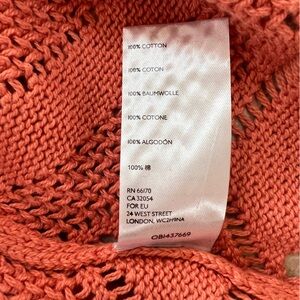 100% COTTON
100% COTON
100% BAUMWOLLE
100% COTONE
100% ALGODÓN
100% 棉
RN 66170
CA 32054
FOR EU
24 WEST STREET
LONDON, WC2H9NA
OBI437669